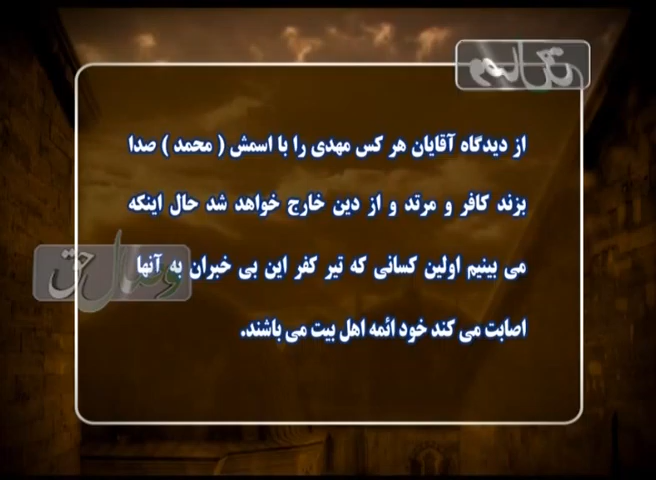 از دیدگاه آقایان هر کس مهدی را با اسمش ( محمد ) صدا
بزند کافر و مرتد و از دین خارج خواهد شد حال اینکه
می بینیم اولین کسانی که تیر کفر این بی خبران به آنها
اصابت می کند خود ائمه اهل بیت می باشند.
وصال حق